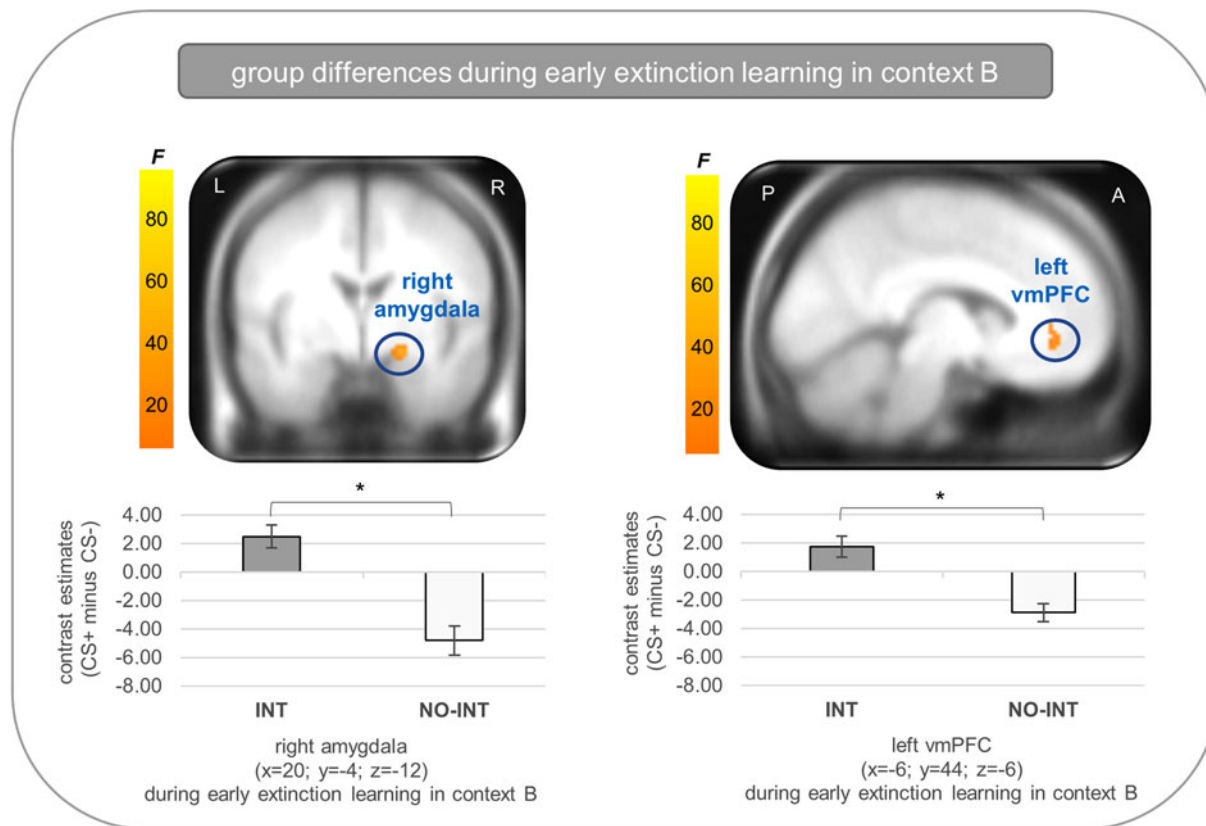 group differences during early extinction learning in context B
F
80
60
40
20
L
R
right
amygdala
F
80
60
40
20
P
A
left
vmPFC
*
contrast estimates
(CS+ minus CS-)
4.00
2.00
0.00
-2.00
-4.00
-6.00
-8.00
INT
NO-INT
right amygdala
(x=20; y=-4; z=-12)
during early extinction learning in context B
*
contrast estimates
(CS+ minus CS-)
4.00
2.00
0.00
-2.00
-4.00
-6.00
-8.00
INT
NO-INT
left vmPFC
(x=-6; y=44; z=-6)
during early extinction learning in context B